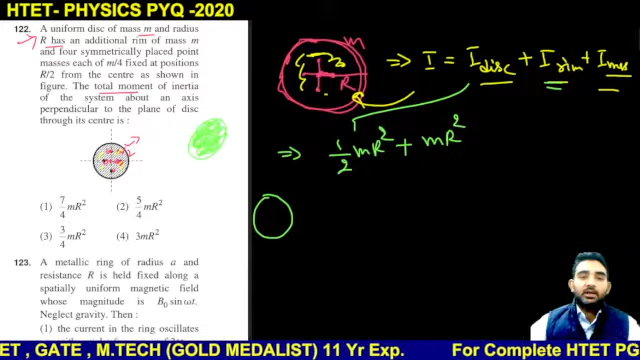 HTET-PHYSICS PYQ -2020
122. A uniform disc of mass m and radius
R has an additional rim of mass m
and four symmetrically placed point
masses each of m/4 fixed at positions
R/2 from the centre as shown in
figure. The total moment of inertia
of the system about an axis
perpendicular to the plane of disc
through its centre is :
(1) 7/4 mR² (2) 5/4 mR²
(3) 3/4 mR² (4) 3mR²
123. A metallic ring of radius a and
resistance R is held fixed along a
spatially uniform magnetic field
whose magnitude is B₀ sin ωt.
Neglect gravity. Then :
(1) the current in the ring oscillates
m
R
⇒ I = I disc + I rim + I mass
⇒ 1/2 mR² + mR²
ET , GATE , M.TECH (GOLD MEDALIST) 11 Yr Exp. For Complete HTET PG